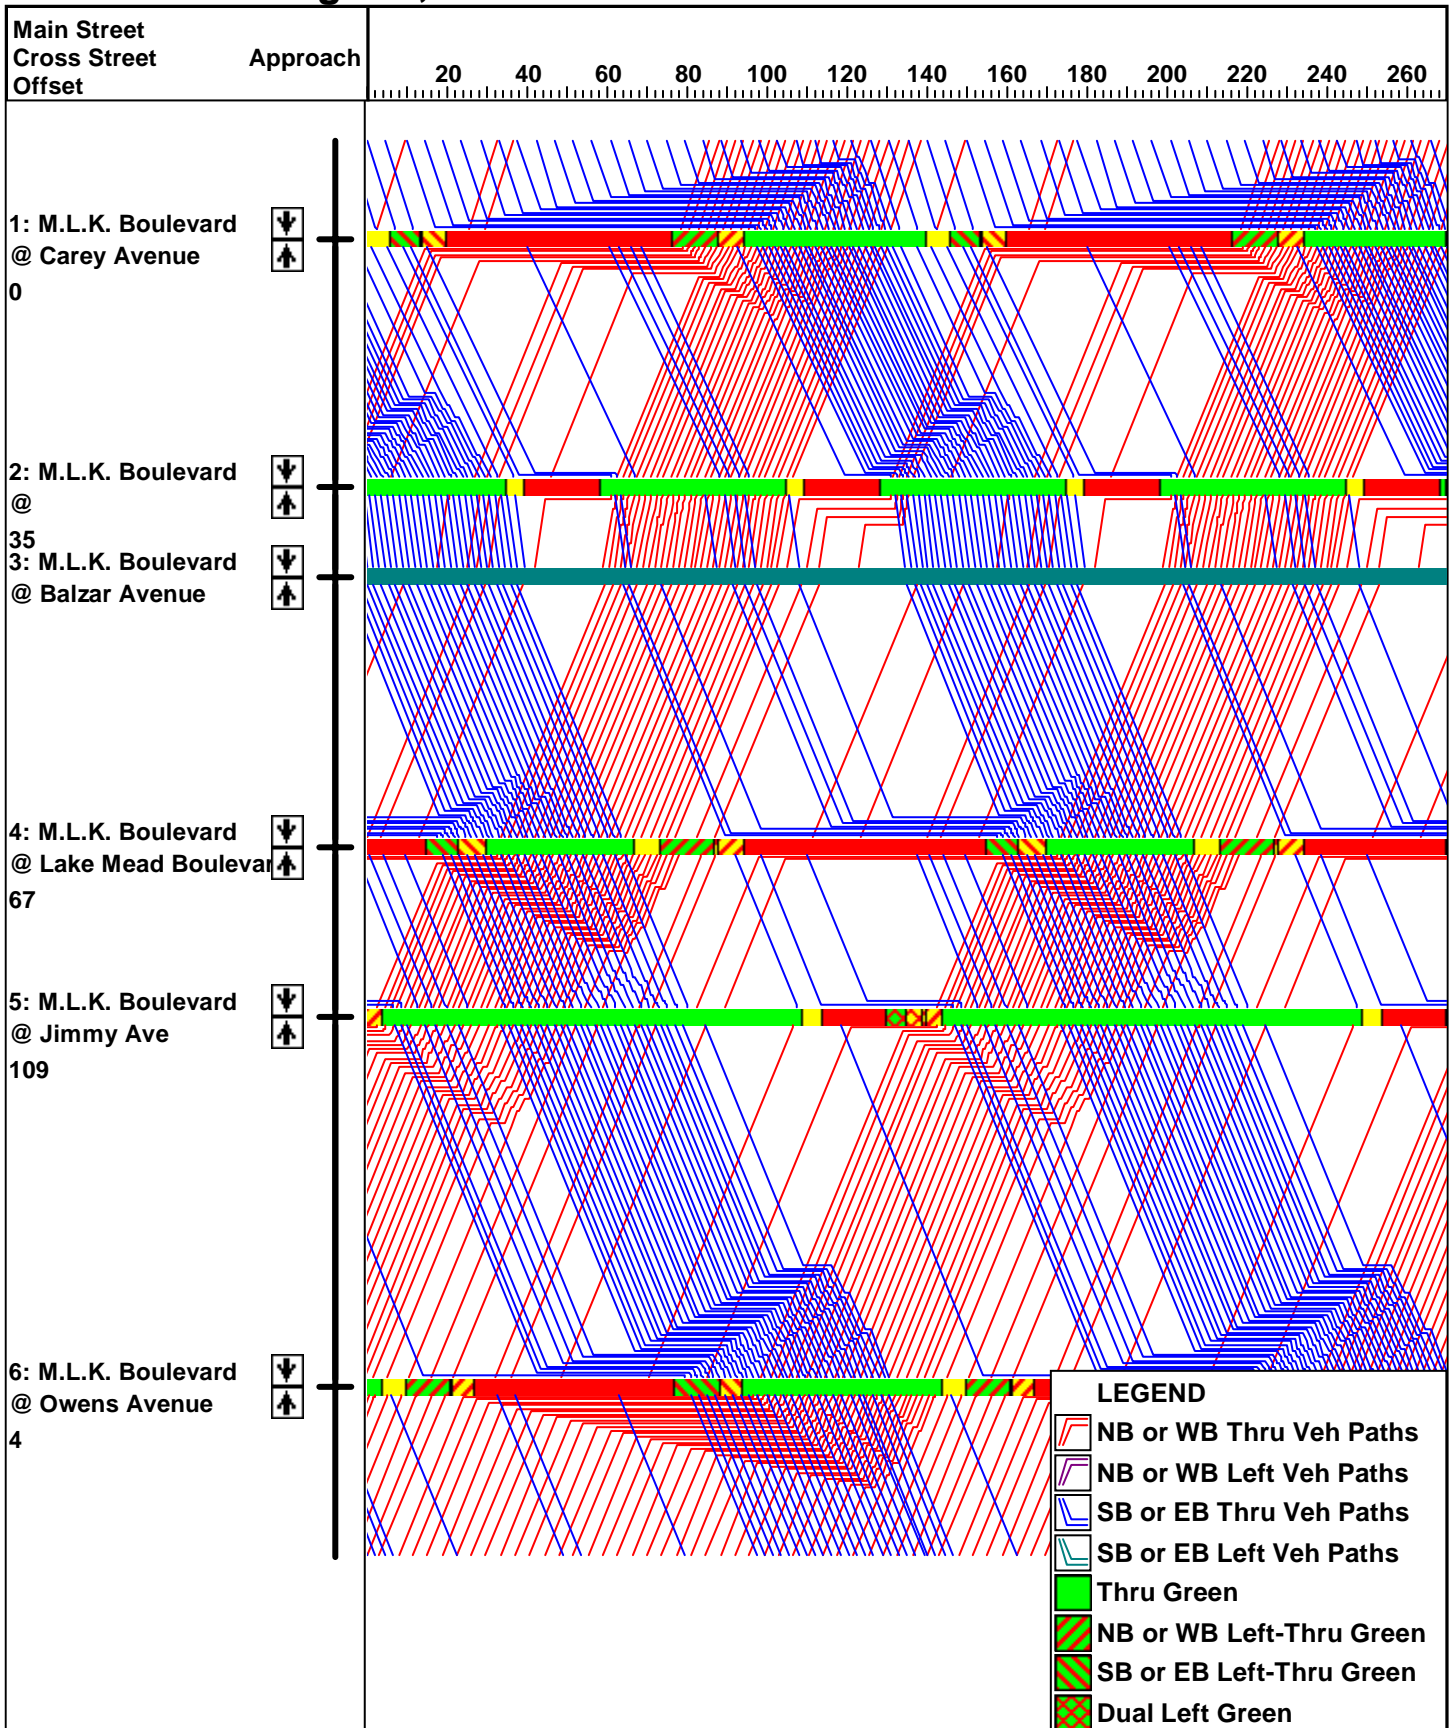 Main Street
Cross Street Approach
Offset
20 40 60 80 100 120 140 160 180 200 220 240 260
1: M.L.K. Boulevard
@ Carey Avenue
0
2: M.L.K. Boulevard
@
35
3: M.L.K. Boulevard
@ Balzar Avenue
4: M.L.K. Boulevard
@ Lake Mead Boulevar
67
5: M.L.K. Boulevard
@ Jimmy Ave
109
6: M.L.K. Boulevard
@ Owens Avenue
4
LEGEND
NB or WB Thru Veh Paths
NB or WB Left Veh Paths
SB or EB Thru Veh Paths
SB or EB Left Veh Paths
Thru Green
NB or WB Left-Thru Green
SB or EB Left-Thru Green
Dual Left Green